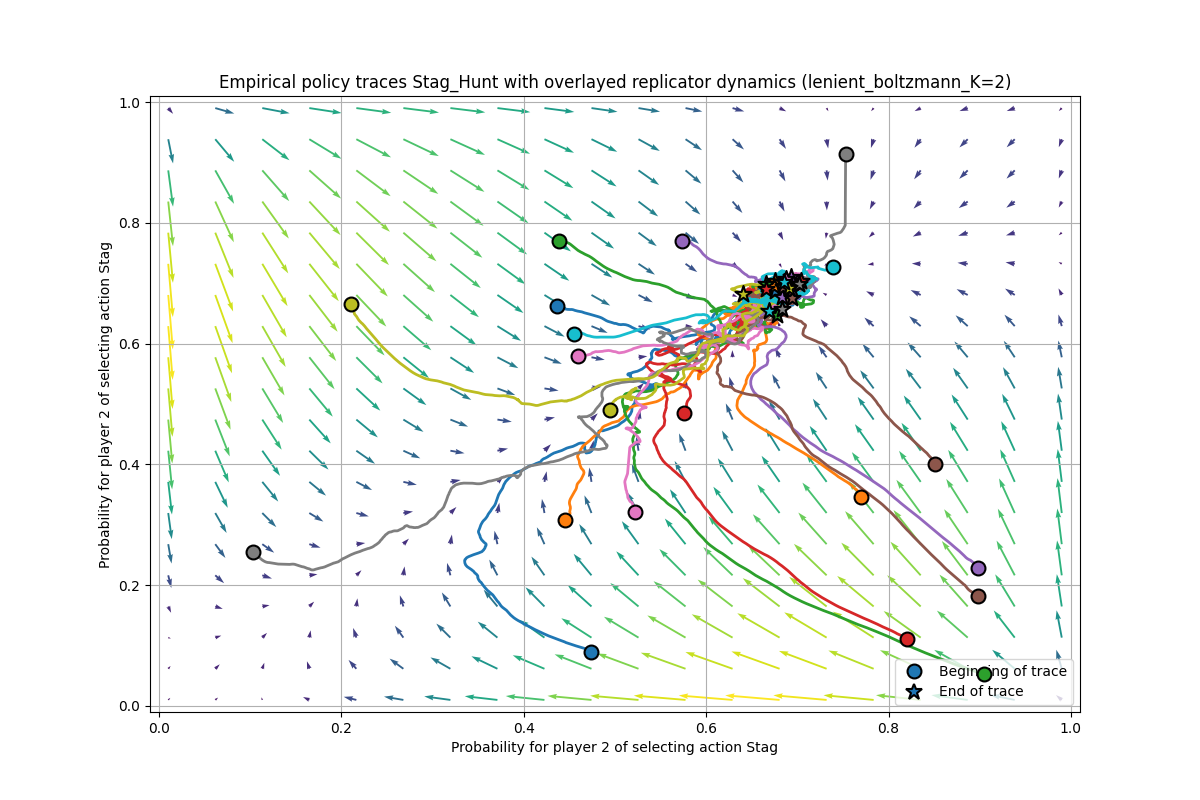 Empirical policy traces Stag_Hunt with overlayed replicator dynamics (lenient_boltzmann_K=2)
1.0
0.8
0.6
0.4
0.2
0.0
Probability for player 2 of selecting action Stag
0.0
0.2
0.4
0.6
0.8
1.0
Probability for player 2 of selecting action Stag
Beginning of trace
End of trace